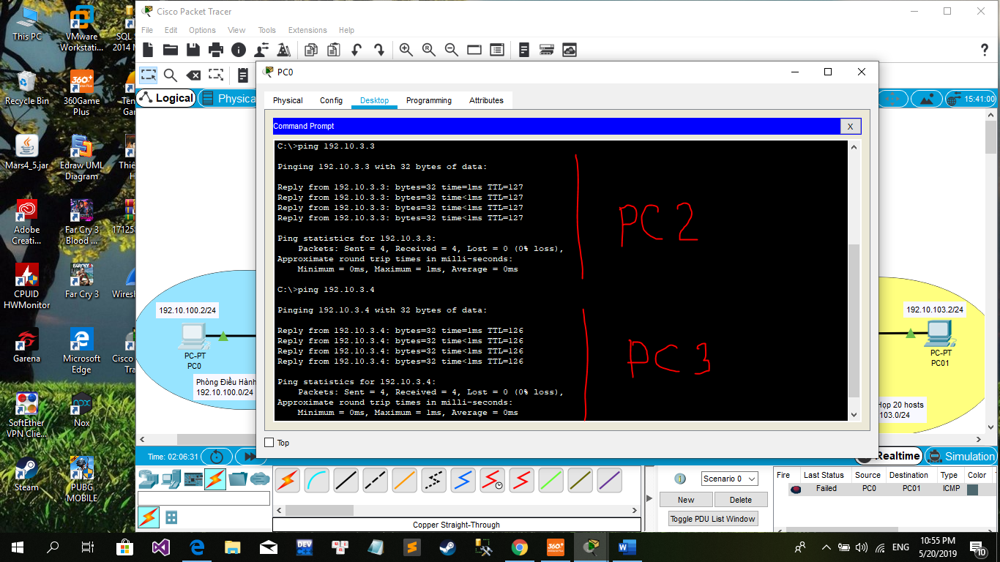 This PC
VMware Workstati...
SQL S
2014 M
Recycle Bin
360Game Plus
Ten
Gar
Mars4_5.jar
Edraw UML Diagram
Thiê
H
Adobe Creati...
Far Cry 3 Blood ...
17125
CPUID HWMonitor
Far Cry 3
Wiresh
Garena
Microsoft Edge
Cisco
Tra
SoftEther VPN Clie...
Nox
Steam
PUBG MOBILE
Cisco Packet Tracer
File Edit Options View Tools Extensions Help
Logical
Physica
15:41:00
PC0
Physical Config Desktop Programming Attributes
Command Prompt
X
C:\>ping 192.10.3.3
Pinging 192.10.3.3 with 32 bytes of data:
Reply from 192.10.3.3: bytes=32 time=1ms TTL=127
Reply from 192.10.3.3: bytes=32 time<1ms TTL=127
Reply from 192.10.3.3: bytes=32 time<1ms TTL=127
Reply from 192.10.3.3: bytes=32 time<1ms TTL=127
Ping statistics for 192.10.3.3:
Packets: Sent = 4, Received = 4, Lost = 0 (0% loss),
Approximate round trip times in milli-seconds:
Minimum = 0ms, Maximum = 1ms, Average = 0ms
PC 2
C:\>ping 192.10.3.4
Pinging 192.10.3.4 with 32 bytes of data:
Reply from 192.10.3.4: bytes=32 time=1ms TTL=126
Reply from 192.10.3.4: bytes=32 time<1ms TTL=126
Reply from 192.10.3.4: bytes=32 time<1ms TTL=126
Reply from 192.10.3.4: bytes=32 time<1ms TTL=126
Ping statistics for 192.10.3.4:
Packets: Sent = 4, Received = 4, Lost = 0 (0% loss),
Approximate round trip times in milli-seconds:
Minimum = 0ms, Maximum = 1ms, Average = 0ms
PC 3
Top
192.10.100.2/24
PC-PT
PC0
Phòng Điều Hành
192.10.100.0/24
192.10.103.2/24
PC-PT
PC01
Họp 20 hosts
103.0/24
Time: 02:06:31
Realtime
Simulation
Copper Straight-Through
Scenario 0
New Delete
Toggle PDU List Window
Fire Last Status Source Destination Type Color
Failed PC0 PC01 ICMP
ENG
10:55 PM
5/20/2019
10